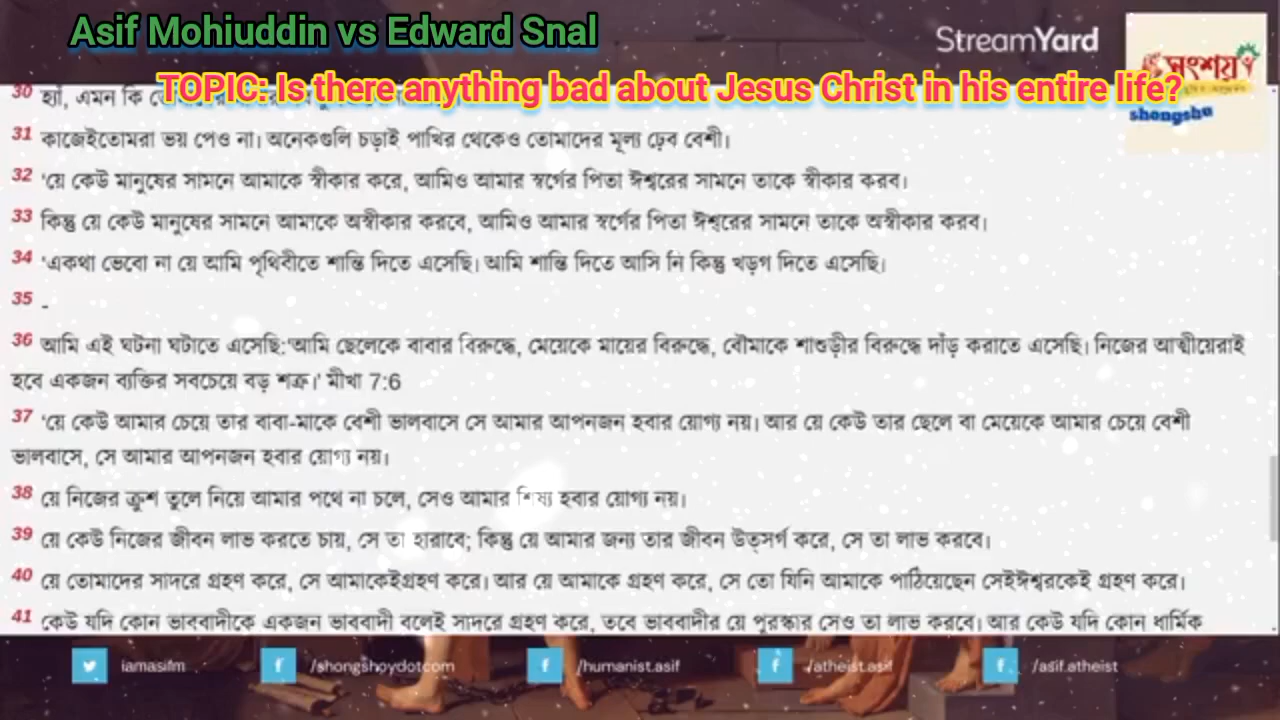 Asif Mohiuddin vs Edward Snal
StreamYard
সংশয়
shongsho
TOPIC: Is there anything bad about Jesus Christ in his entire life?
30 হ্যাঁ, এমন কি
31 কাজেইতোমরা ভয় পেও না। অনেকগুলি চড়াই পাখির থেকেও তোমাদের মূল্য ঢ়ের বেশী।
32 ‘য়ে কেউ মানুষের সামনে আমাকে স্বীকার করে, আমিও আমার স্বর্গের পিতা ঈশ্বরের সামনে তাকে স্বীকার করব।
33 কিন্তু য়ে কেউ মানুষের সামনে আমাকে অস্বীকার করবে, আমিও আমার স্বর্গের পিতা ঈশ্বরের সামনে তাকে অস্বীকার করব।
34 ‘একথা ভেবো না য়ে আমি পৃথিবীতে শান্তি দিতে এসেছি। আমি শান্তি দিতে আসি নি কিন্তু খড়গ দিতে এসেছি।
35 -
36 আমি এই ঘটনা ঘটাতে এসেছি:‘আমি ছেলেকে বাবার বিরুদ্ধে, মেয়েকে মায়ের বিরুদ্ধে, বৌমাকে শাশুড়ীর বিরুদ্ধে দাঁড় করাতে এসেছি। নিজের আত্মীয়েরাই
হবে একজন ব্যক্তির সবচেয়ে বড় শত্রু।’ মীখা 7:6
37 ‘য়ে কেউ আমার চেয়ে তার বাবা-মাকে বেশী ভালবাসে সে আমার আপনজন হবার য়োগ্য নয়। আর য়ে কেউ তার ছেলে বা মেয়েকে আমার চেয়ে বেশী
ভালবাসে, সে আমার আপনজন হবার য়োগ্য নয়।
38 য়ে নিজের ক্রুশ তুলে নিয়ে আমার পথে না চলে, সেও আমার শিষ্য হবার য়োগ্য নয়।
39 য়ে কেউ নিজের জীবন লাভ করতে চায়, সে তা হারাবে; কিন্তু য়ে আমার জন্য তার জীবন উত্‌সর্গ করে, সে তা লাভ করবে।
40 য়ে তোমাদের সাদরে গ্রহণ করে, সে আমাকেইগ্রহণ করে। আর য়ে আমাকে গ্রহণ করে, সে তো যিনি আমাকে পাঠিয়েছেন সেইঈশ্বরকেই গ্রহণ করে।
41 কেউ যদি কোন ভাববাদীকে একজন ভাববাদী বলেই সাদরে গ্রহণ করে, তবে ভাববাদীর য়ে পুরস্কার সেও তা লাভ করবে। আর কেউ যদি কোন ধার্মিক
iamasifm /shongshoydotcom /humanist.asif /atheist.asif /asif.atheist